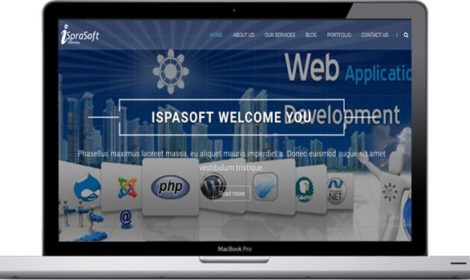 iSpraSoft
HOME ABOUT US OUR SERVICES BLOG PORTFOLIO CONTACT US /
Web Application
Development
ISPASOFT WELCOME YOU
Phasellus maximus laoreet massa, eu aliquet mauris imperdiet a. Donec euismod augue sit amet
vestibulum tristique.
php
Read more
.NET
MacBook Pro